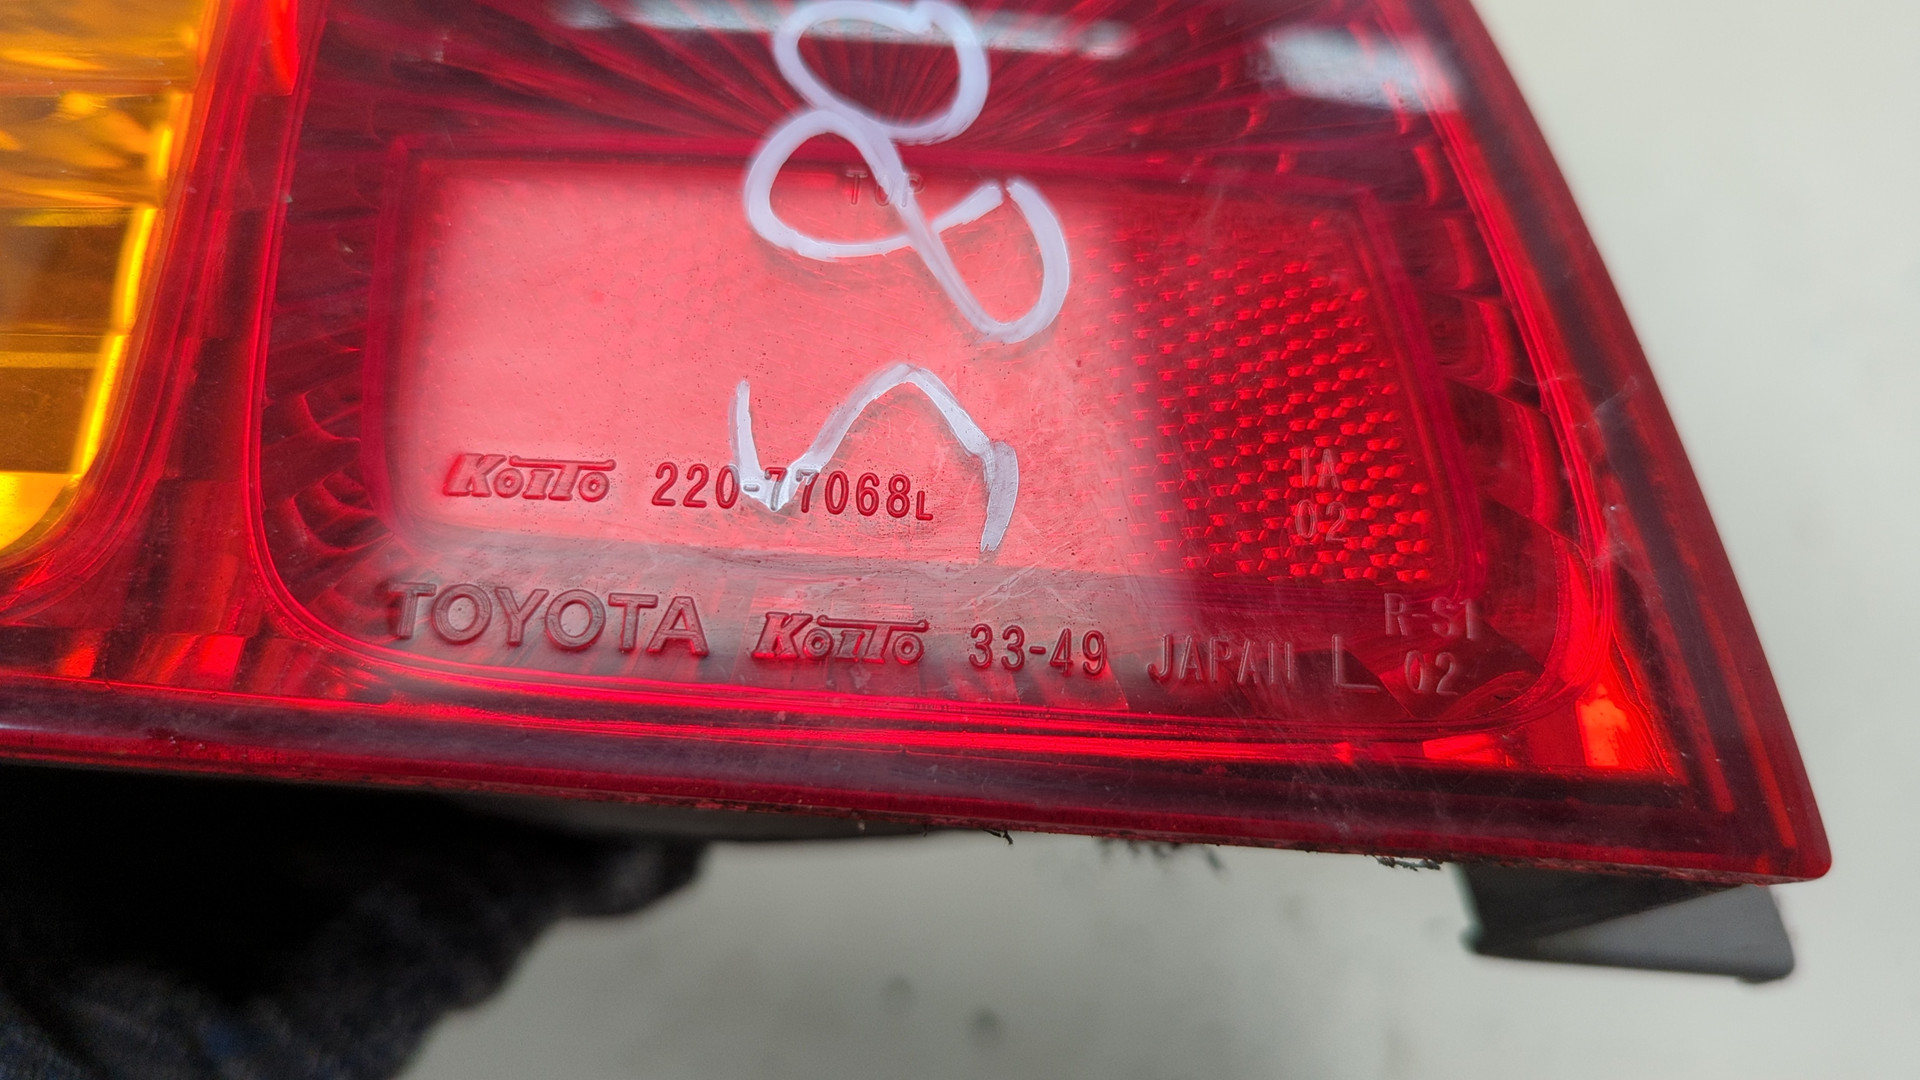 TOP
KoiTo 220-77068L
IA
02
TOYOTA KoiTo 33-49 JAPAN L
R-S1
02